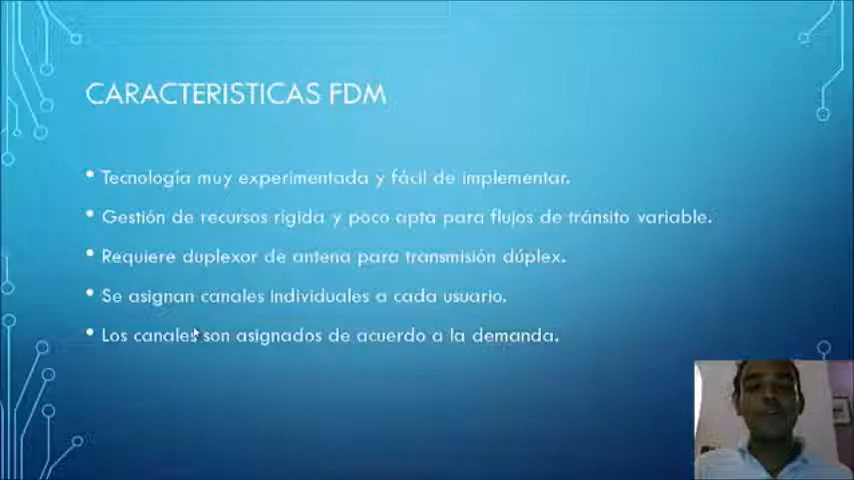 CARACTERISTICAS FDM
• Tecnología muy experimentada y fácil de implementar.
• Gestión de recursos rígida y poco apta para flujos de tránsito variable.
• Requiere duplexor de antena para transmisión dúplex.
• Se asignan canales individuales a cada usuario.
• Los canales son asignados de acuerdo a la demanda.